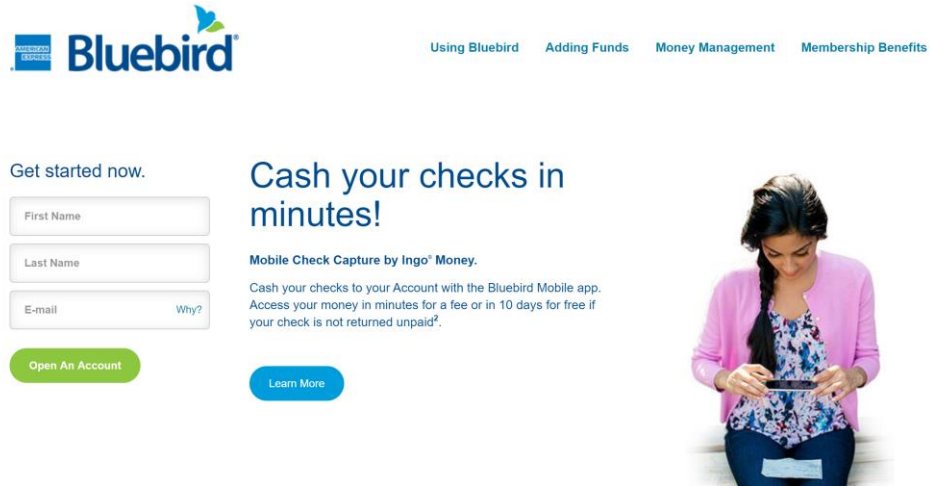 AMERICAN
EXPRESS
Bluebird®
Using Bluebird Adding Funds Money Management Membership Benefits
Get started now.
First Name
Last Name
E-mail Why?
Open An Account
Cash your checks in
minutes!
Mobile Check Capture by Ingo® Money.
Cash your checks to your Account with the Bluebird Mobile app.
Access your money in minutes for a fee or in 10 days for free if
your check is not returned unpaid².
Learn More